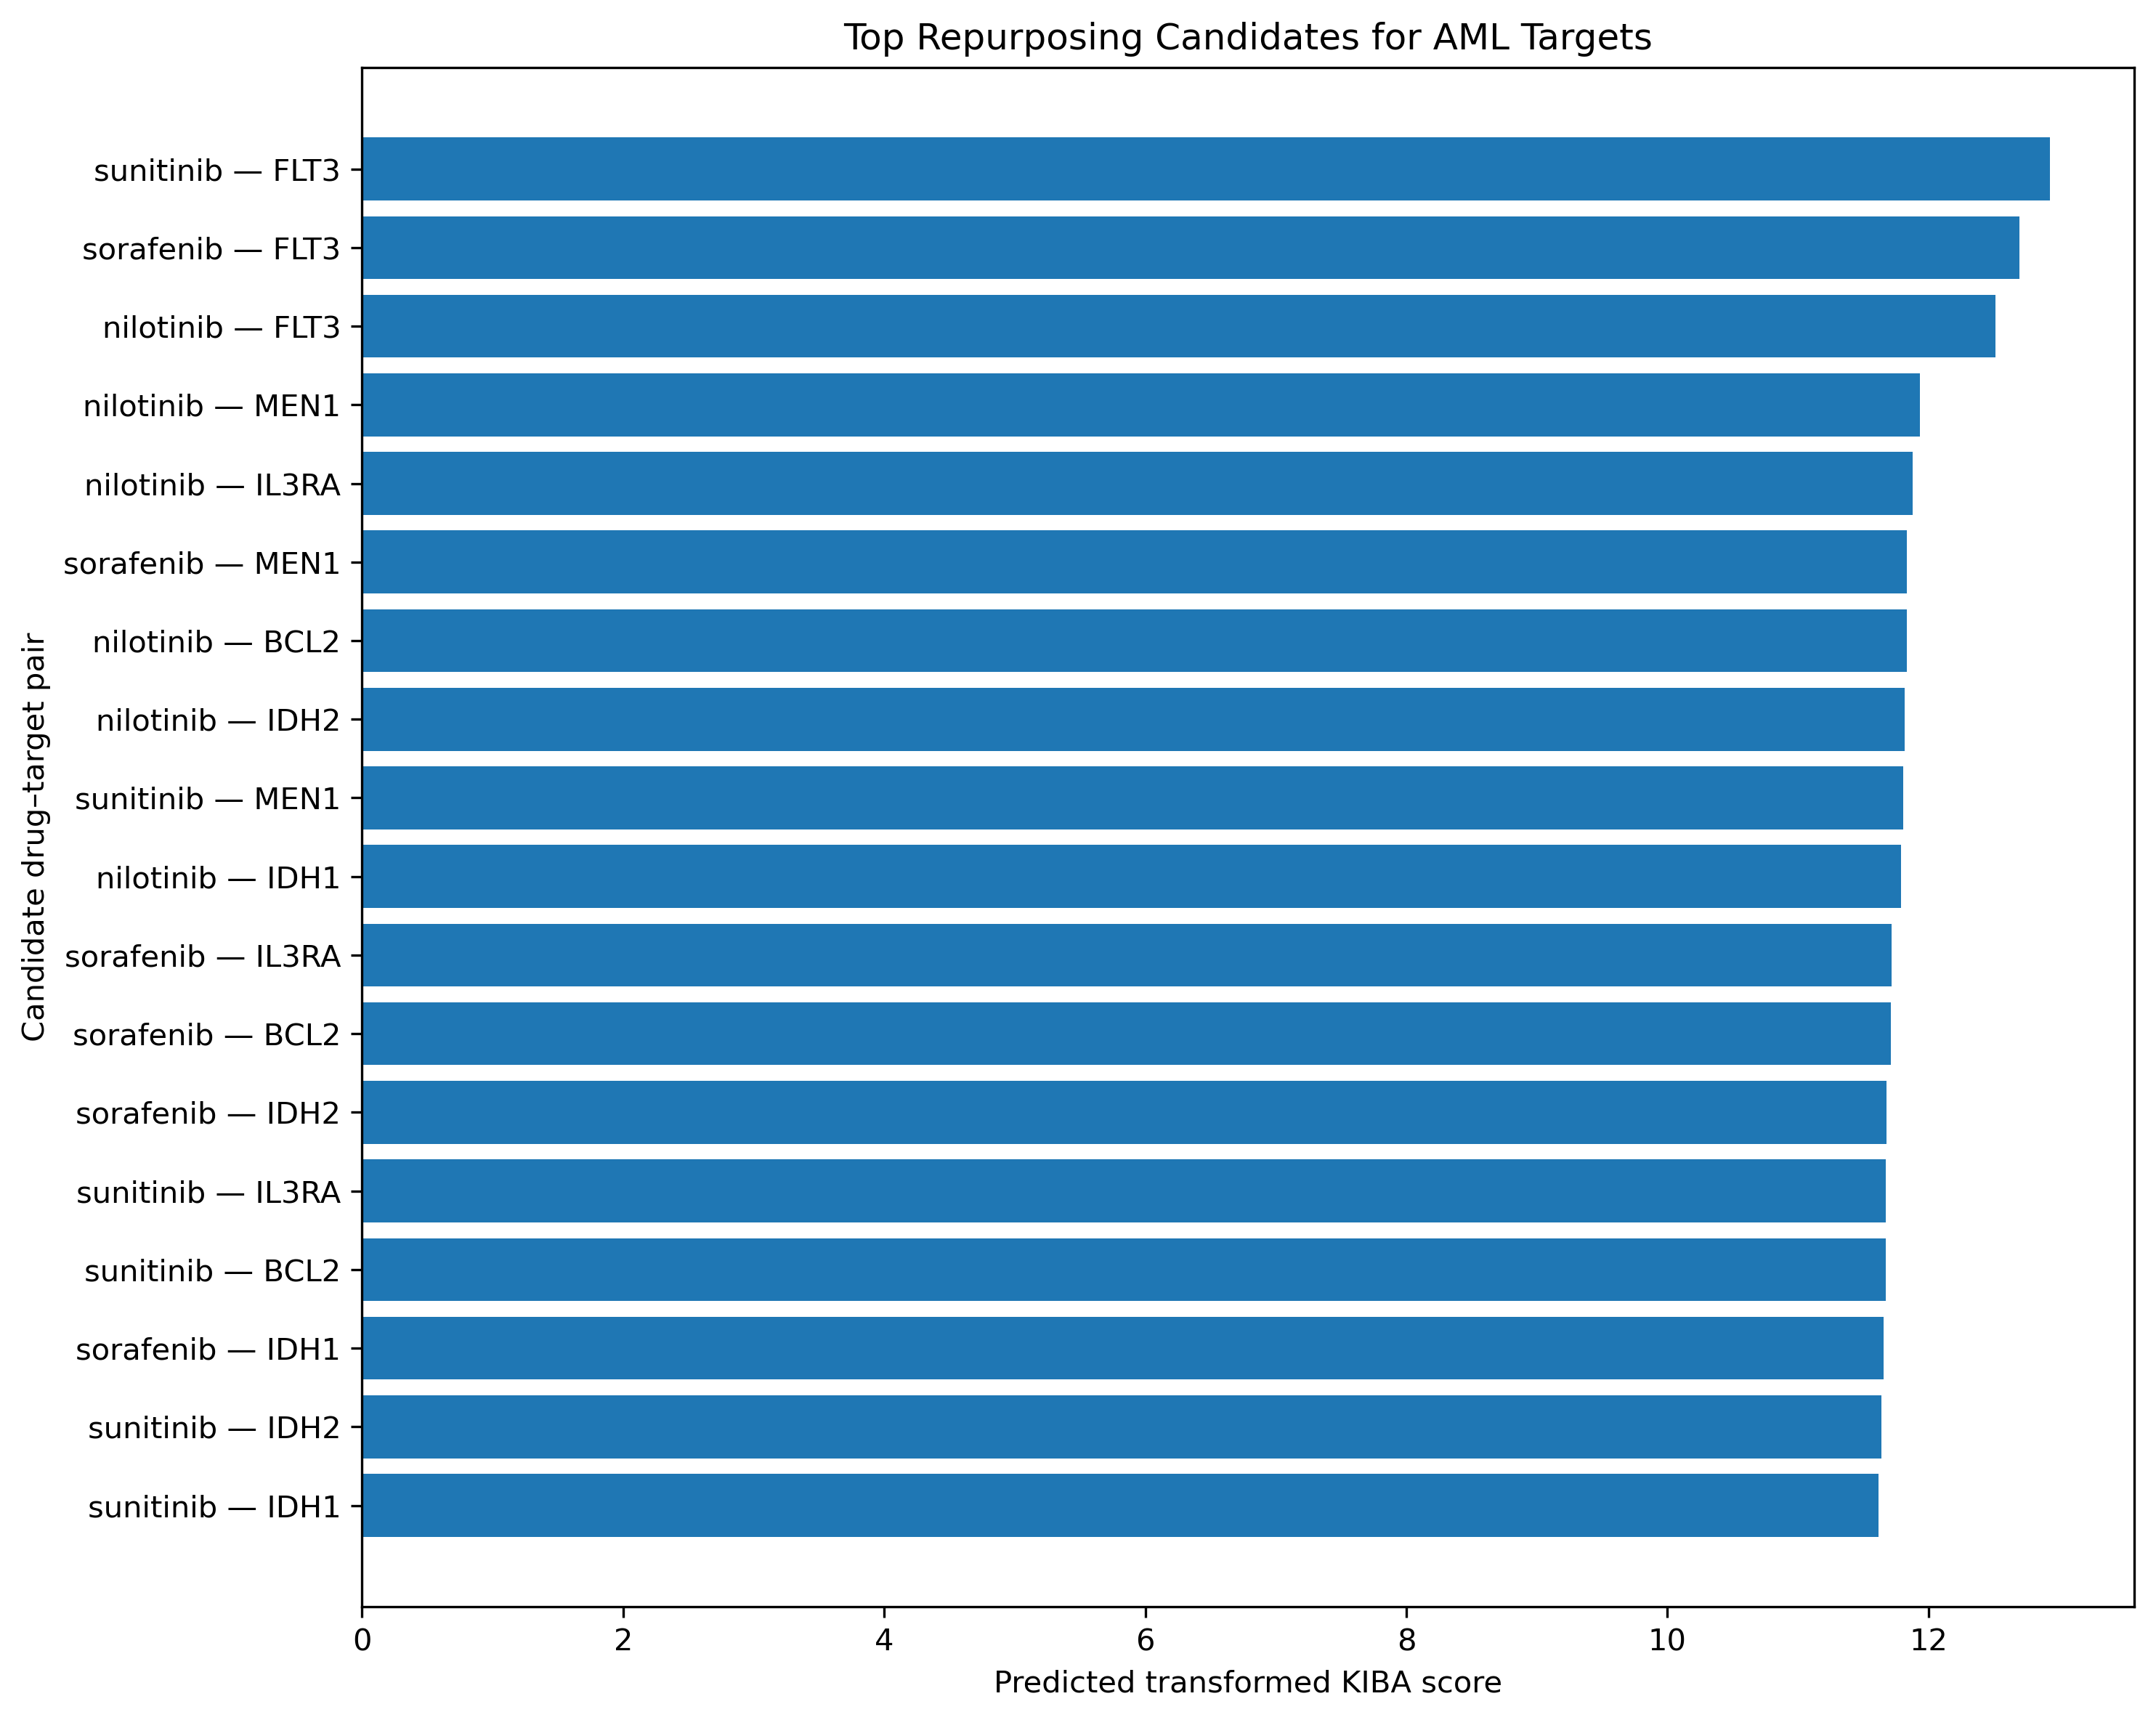 Top Repurposing Candidates for AML Targets
Candidate drug–target pair
sunitinib — FLT3
sorafenib — FLT3
nilotinib — FLT3
nilotinib — MEN1
nilotinib — IL3RA
sorafenib — MEN1
nilotinib — BCL2
nilotinib — IDH2
sunitinib — MEN1
nilotinib — IDH1
sorafenib — IL3RA
sorafenib — BCL2
sorafenib — IDH2
sunitinib — IL3RA
sunitinib — BCL2
sorafenib — IDH1
sunitinib — IDH2
sunitinib — IDH1
0 2 4 6 8 10 12
Predicted transformed KIBA score